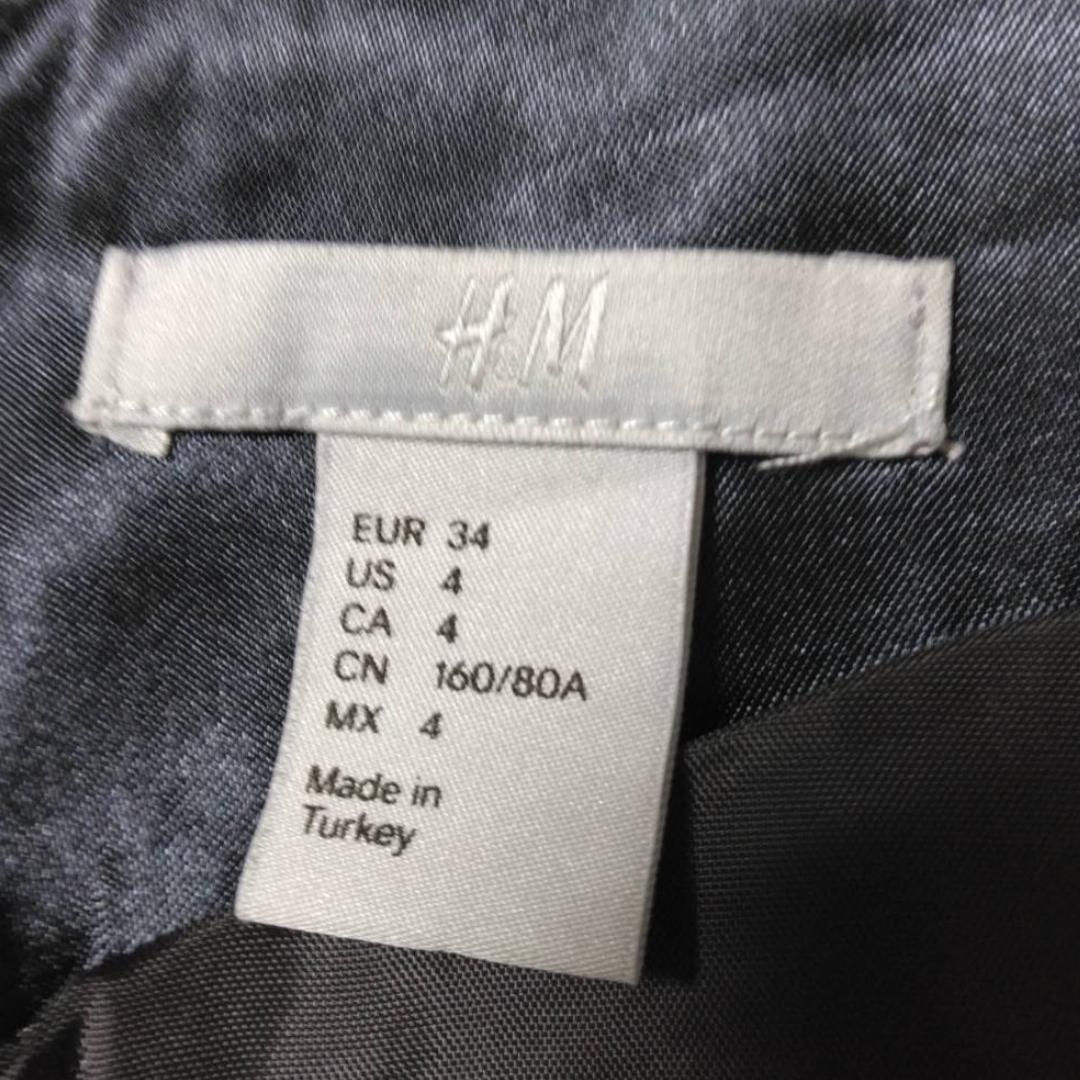 H&M
EUR 34
US 4
CA 4
CN 160/80A
MX 4
Made in
Turkey